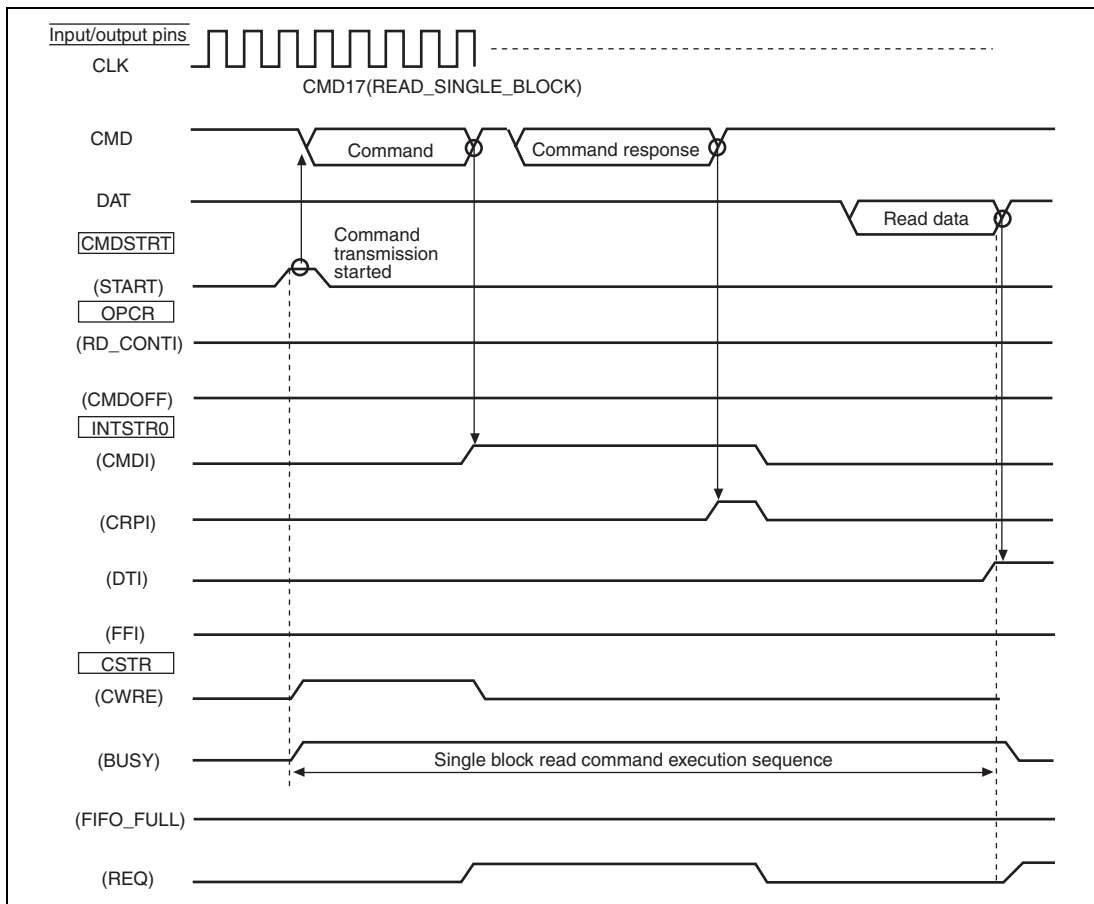 Input/output pins
CLK
CMD17(READ_SINGLE_BLOCK)
CMD
Command
Command response
DAT
Read data
CMDSTRT
Command
transmission
started
(START)
OPCR
(RD_CONTI)
(CMDOFF)
INTSTR0
(CMDI)
(CRPI)
(DTI)
(FFI)
CSTR
(CWRE)
(BUSY)
Single block read command execution sequence
(FIFO_FULL)
(REQ)